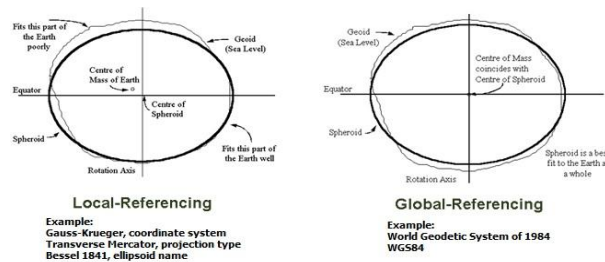 Fits this part of
the Earth
poorly
Geoid
(Sea Level)
Centre of
Mass of Earth
Equator
Centre of
Spheroid
Spheroid
Fits this part of
the Earth well
Rotation Axis
Local-Referencing
Example:
Gauss-Krueger, coordinate system
Transverse Mercator, projection type
Bessel 1841, ellipsoid name
Geoid
(Sea Level)
Centre of Mass
coincides with
Centre of Spheroid
Equator
Spheroid
Spheroid is a bes
fit to the Earth a
a whole
Rotation Axis
Global-Referencing
Example:
World Geodetic System of 1984
WGS84